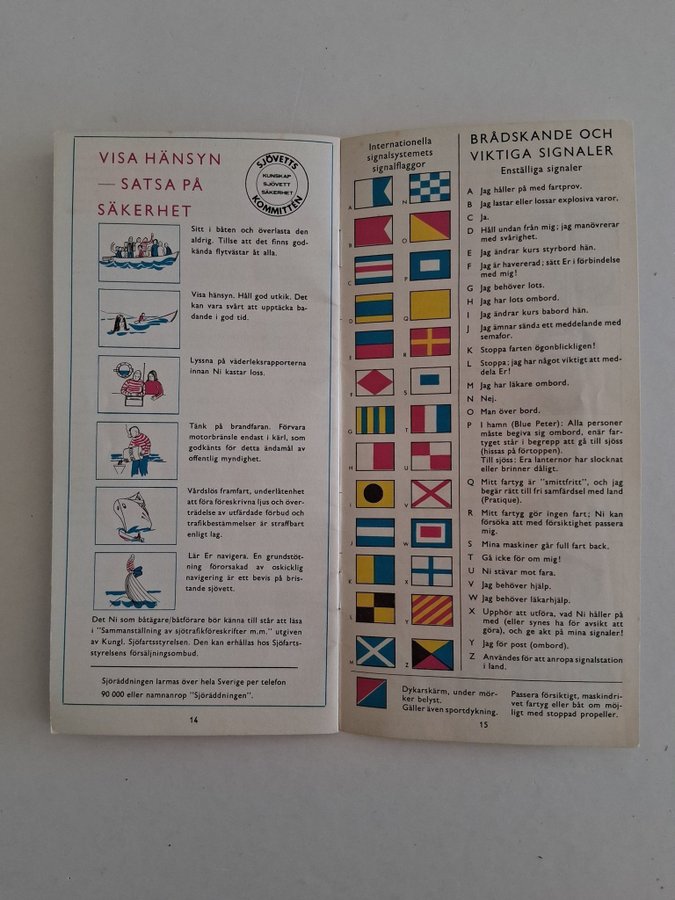 VISA HÄNSYN
— SATSA PÅ
SÄKERHET
SJÖVETTS
KUNSKAP
SJÖVETT
SÄKERHET
KOMMITTÉN
Sitt i båten och överlasta den
aldrig. Tillse att det finns god-
kända flytvästar åt alla.
Visa hänsyn. Håll god utkik. Det
kan vara svårt att upptäcka ba-
dande i god tid.
Lyssna på väderleksrapporterna
innan Ni kastar loss.
Tänk på brandfaran. Förvara
motorbränsle endast i kärl, som
godkänts för detta ändamål av
offentlig myndighet.
Vårdslös framfart, underlåtenhet
att föra föreskrivna ljus och över-
trädelse av utfärdade förbud och
trafikbestämmelser är straffbart
enligt lag.
Lär Er navigera. En grundstöt-
ning förorsakad av oskicklig
navigering är ett bevis på bris-
tande sjövett.
Det Ni som båtägare/båtförare bör känna till står att läsa
i "Sammanställning av sjötrafikföreskrifter m.m." utgiven
av Kungl. Sjöfartsstyrelsen. Den kan erhållas hos Sjöfarts-
styrelsens försäljningsombud.
Sjöräddningen larmas över hela Sverige per telefon
90 000 eller namnanrop "Sjöräddningen".
14
Internationella
signalsystemets
signalflaggor
A N
B O
C P
D Q
E R
F S
G T
H U
I V
J W
K X
L Y
M Z
BRÅDSKANDE OCH
VIKTIGA SIGNALER
Enställiga signaler
A Jag håller på med fartprov.
B Jag lastar eller lossar explosiva varor.
C Ja.
D Håll undan från mig; jag manövrerar
med svårighet.
E Jag ändrar kurs styrbord hän.
F Jag är havererad; sätt Er i förbindelse
med mig!
G Jag behöver lots.
H Jag har lots ombord.
I Jag ändrar kurs babord hän.
J Jag ämnar sända ett meddelande med
semafor.
K Stoppa farten ögonblickligen!
L Stoppa; jag har något viktigt att med-
dela Er!
M Jag har läkare ombord.
N Nej.
O Man över bord.
P I hamn (Blue Peter): Alla personer
måste begiva sig ombord, enär far-
tyget står i begrepp att gå till sjöss
(hissas på förtoppen).
Till sjöss: Era lanternor har slocknat
eller brinner dåligt.
Q Mitt fartyg är "smittfritt", och jag
begär rätt till fri samfärdsel med land
(Pratique).
R Mitt fartyg gör ingen fart; Ni kan
försöka att med försiktighet passera
mig.
S Mina maskiner går full fart back.
T Gå icke för om mig!
U Ni stävar mot fara.
V Jag behöver hjälp.
W Jag behöver läkarhjälp.
X Upphör att utföra, vad Ni håller på
med (eller synes ha för avsikt att
göra), och ge akt på mina signaler!
Y Jag för post (ombord).
Z Användes för att anropa signalstation
i land.
Dykarskärm, under mör-
ker belyst.
Gäller även sportdykning.
Passera försiktigt, maskindri-
vet fartyg eller båt om möj-
ligt med stoppad propeller.
15